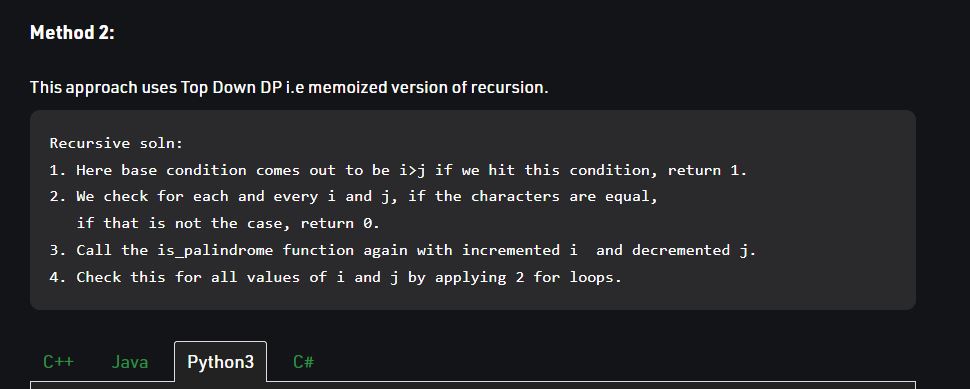 Method 2:
This approach uses Top Down DP i.e memoized version of recursion.
Recursive soln:
1. Here base condition comes out to be i>j if we hit this condition, return 1.
2. We check for each and every i and j, if the characters are equal,
if that is not the case, return 0.
3. Call the is_palindrome function again with incremented i  and decremented j.
4. Check this for all values of i and j by applying 2 for loops.
C++ Java Python3 C#